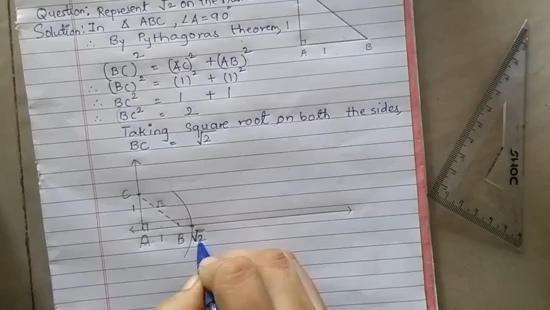 Question: Represent √2 on the
Solution: In Δ ABC, ∠A = 90°
∴ By Pythagoras theorem,
(BC)² = (AC)² + (AB)²
∴ (BC)² = (1)² + (1)²
∴ BC² = 1 + 1
∴ BC² = 2
Taking square root on both the sides,
BC = √2
1
A 1 B
C
1 √2
A 1 B √2
SHOC